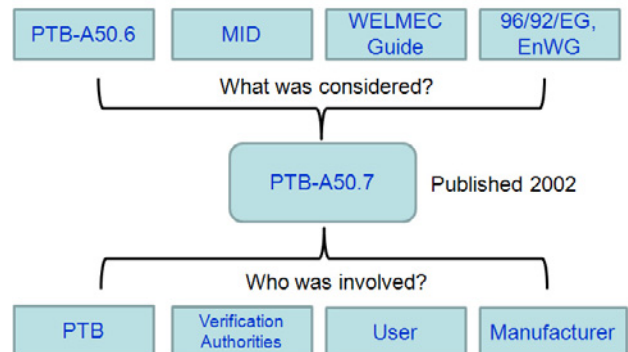 PTB-A50.6
MID
WELMEC
Guide
96/92/EG,
EnWG
What was considered?
PTB-A50.7
Published 2002
Who was involved?
PTB
Verification
Authorities
User
Manufacturer